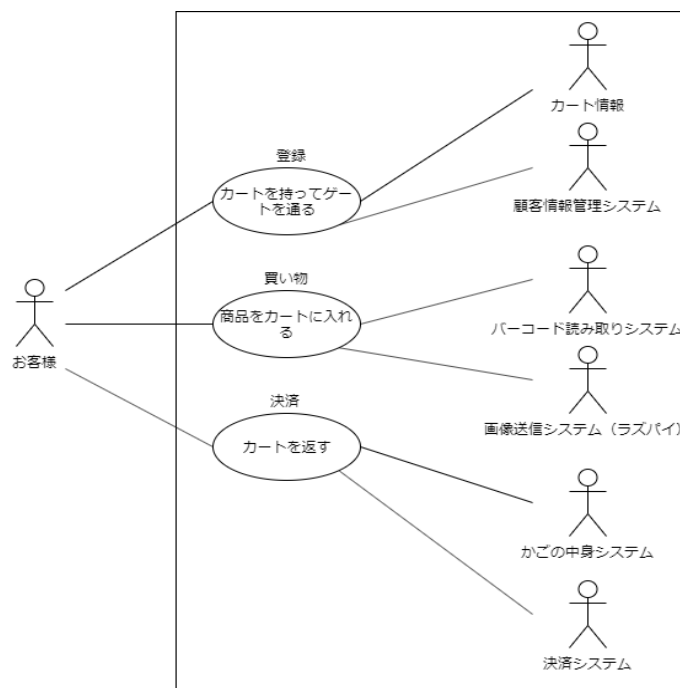 カート情報
登録
カートを持ってゲー
トを通る
顧客情報管理システム
買い物
商品をカートに入れ
る
バーコード読み取りシステム
お客様
決済
カートを返す
画像送信システム（ラズパイ）
かごの中身システム
決済システム